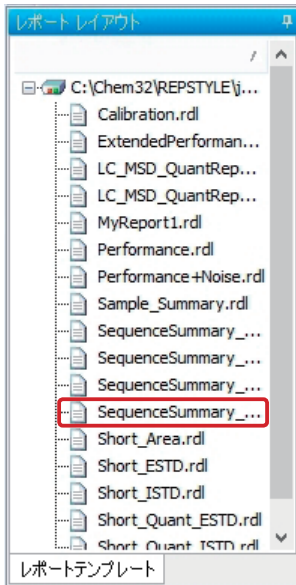 レポート レイアウト
/
C:\Chem32\REPSTYLE\j...
Calibration.rdl
ExtendedPerforman...
LC_MSD_QuantRep...
LC_MSD_QuantRep...
MyReport1.rdl
Performance.rdl
Performance+Noise.rdl
Sample_Summary.rdl
SequenceSummary_...
SequenceSummary_...
SequenceSummary_...
SequenceSummary_...
Short_Area.rdl
Short_ESTD.rdl
Short_ISTD.rdl
Short_Quant_ESTD.rdl
Short_Quant_ISTD.rdl
レポートテンプレート